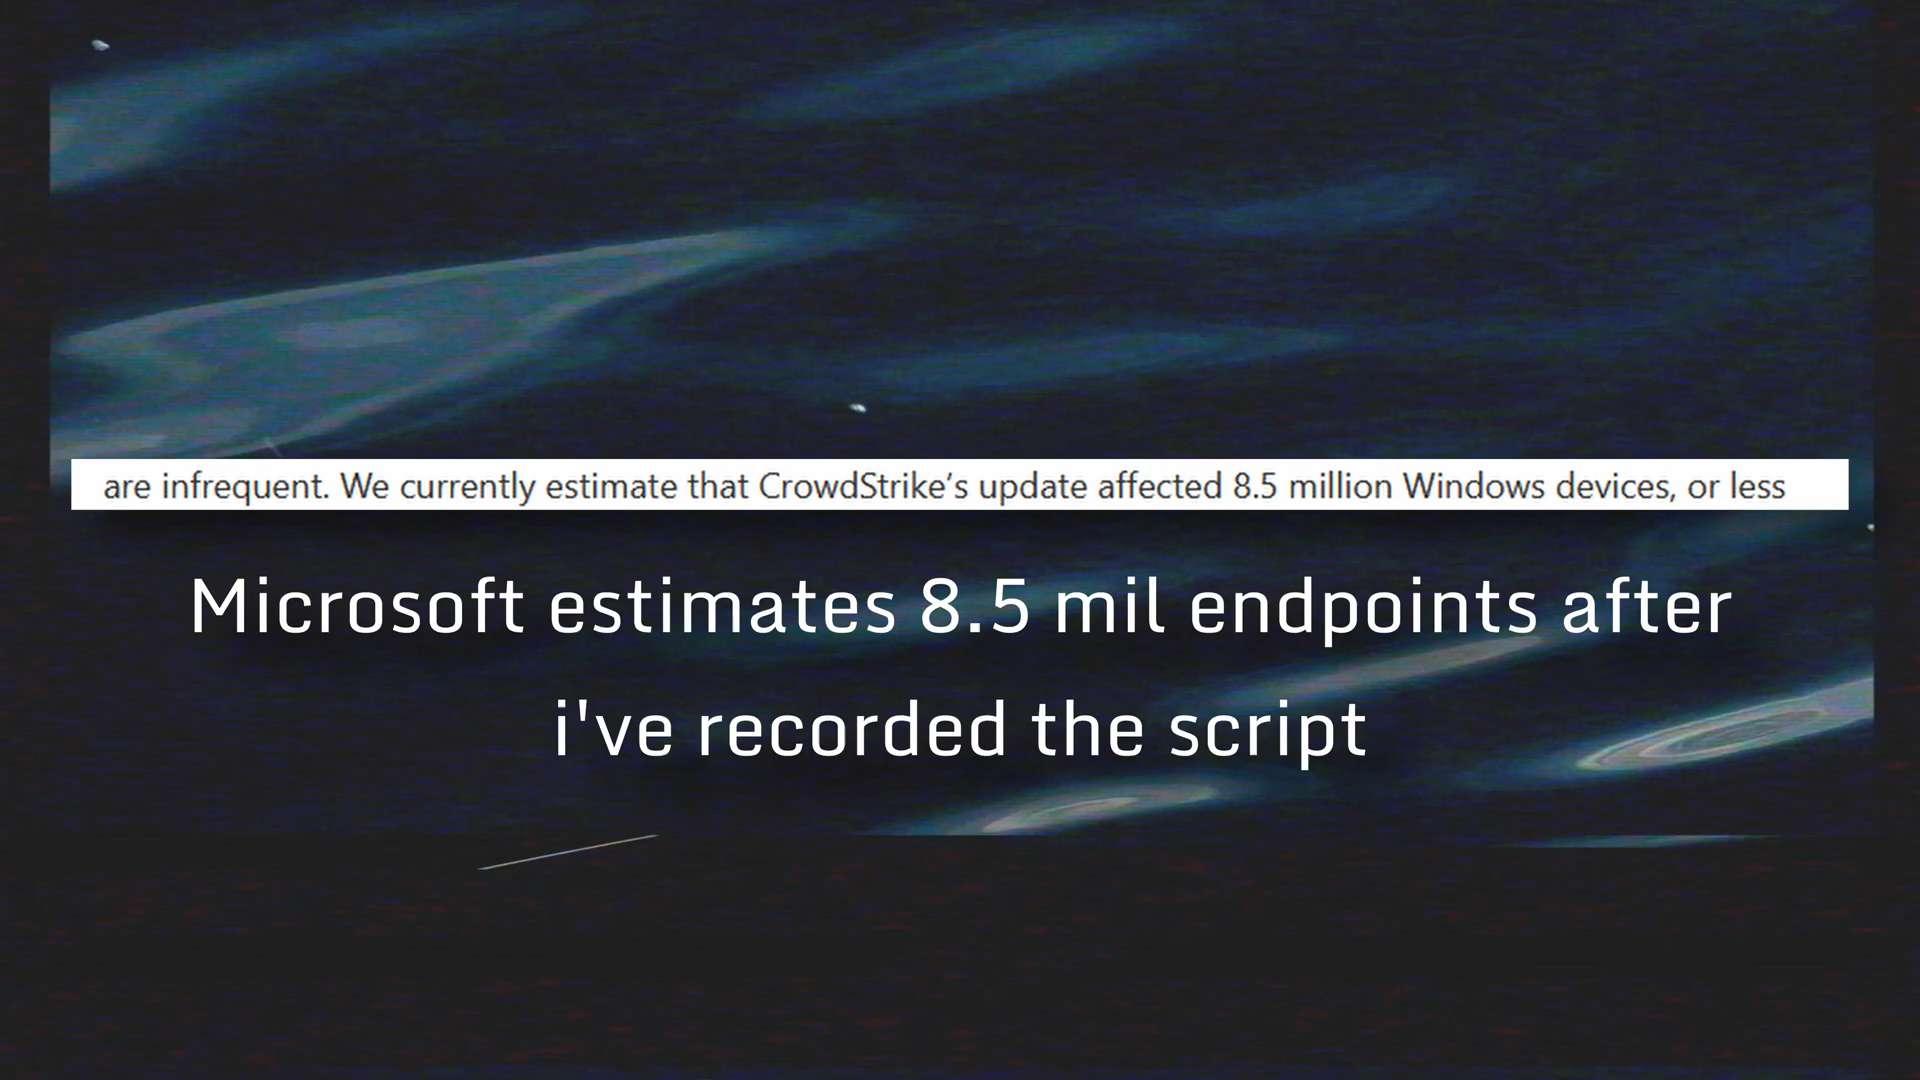 are infrequent. We currently estimate that CrowdStrike’s update affected 8.5 million Windows devices, or less
Microsoft estimates 8.5 mil endpoints after
i've recorded the script